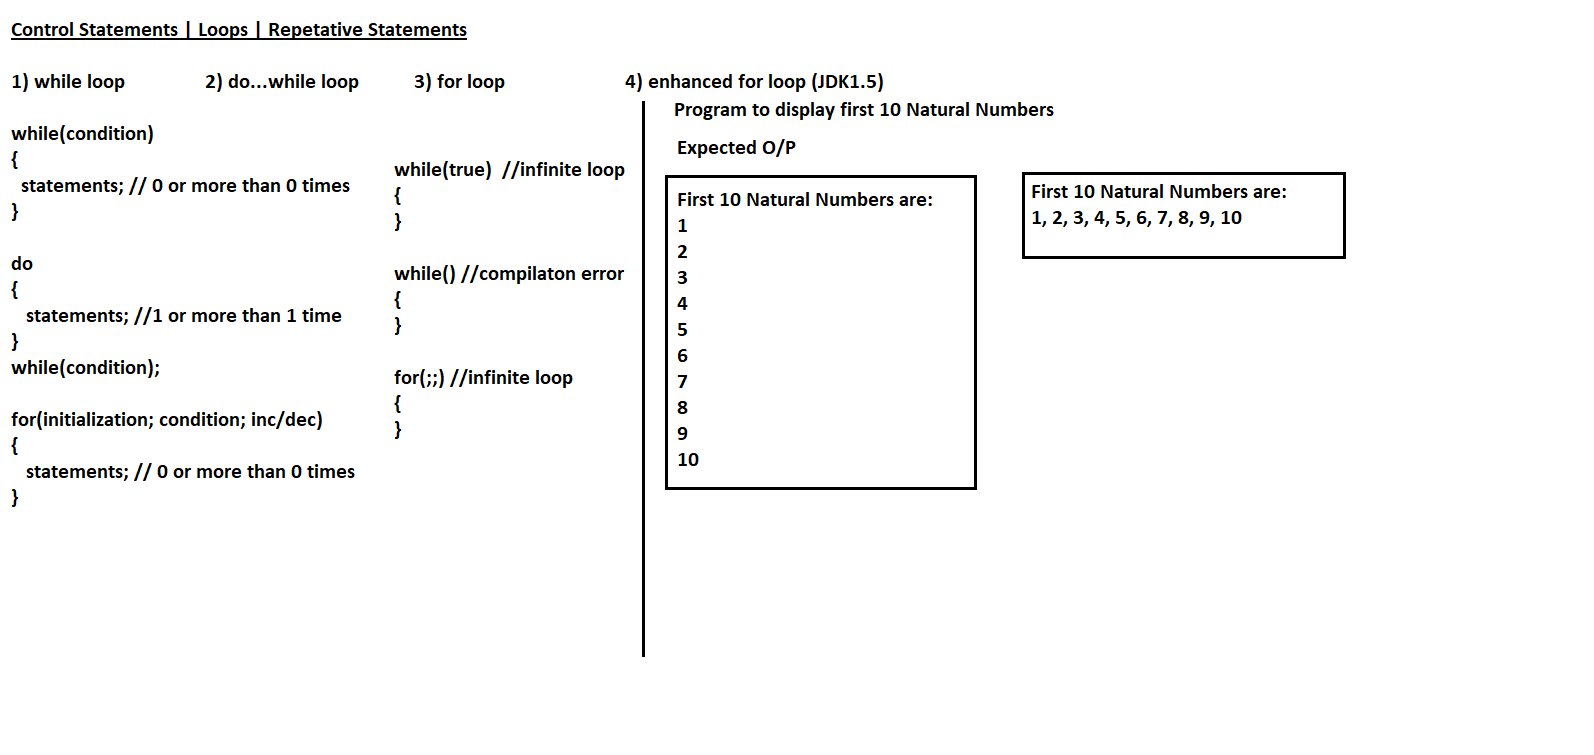 Control Statements | Loops | Repetative Statements
1) while loop 2) do...while loop 3) for loop 4) enhanced for loop (JDK1.5)
while(condition)
{
statements; // 0 or more than 0 times
}
do
{
statements; //1 or more than 1 time
}
while(condition);
for(initialization; condition; inc/dec)
{
statements; // 0 or more than 0 times
}
while(true) //infinite loop
{
}
while() //compilaton error
{
}
for(;;) //infinite loop
{
}
Program to display first 10 Natural Numbers
Expected O/P
First 10 Natural Numbers are:
1
2
3
4
5
6
7
8
9
10
First 10 Natural Numbers are:
1, 2, 3, 4, 5, 6, 7, 8, 9, 10